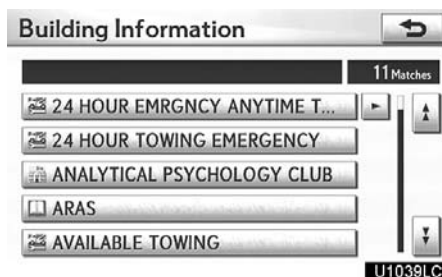 Building Information
11 Matches
24 HOUR EMRGNCY ANYTIME T...
24 HOUR TOWING EMERGENCY
ANALYTICAL PSYCHOLOGY CLUB
ARAS
AVAILABLE TOWING
U1039LC